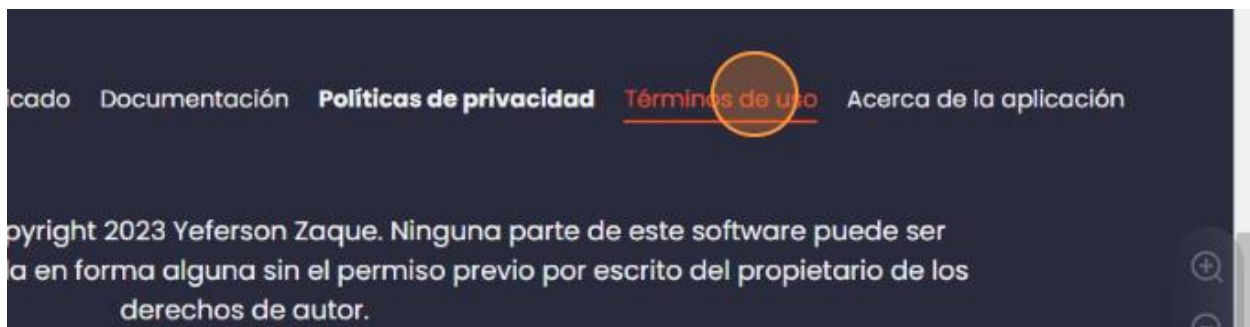 icado Documentación Políticas de privacidad Términos de uso Acerca de la aplicación
pyright 2023 Yeferson Zaque. Ninguna parte de este software puede ser
a en forma alguna sin el permiso previo por escrito del propietario de los
derechos de autor.